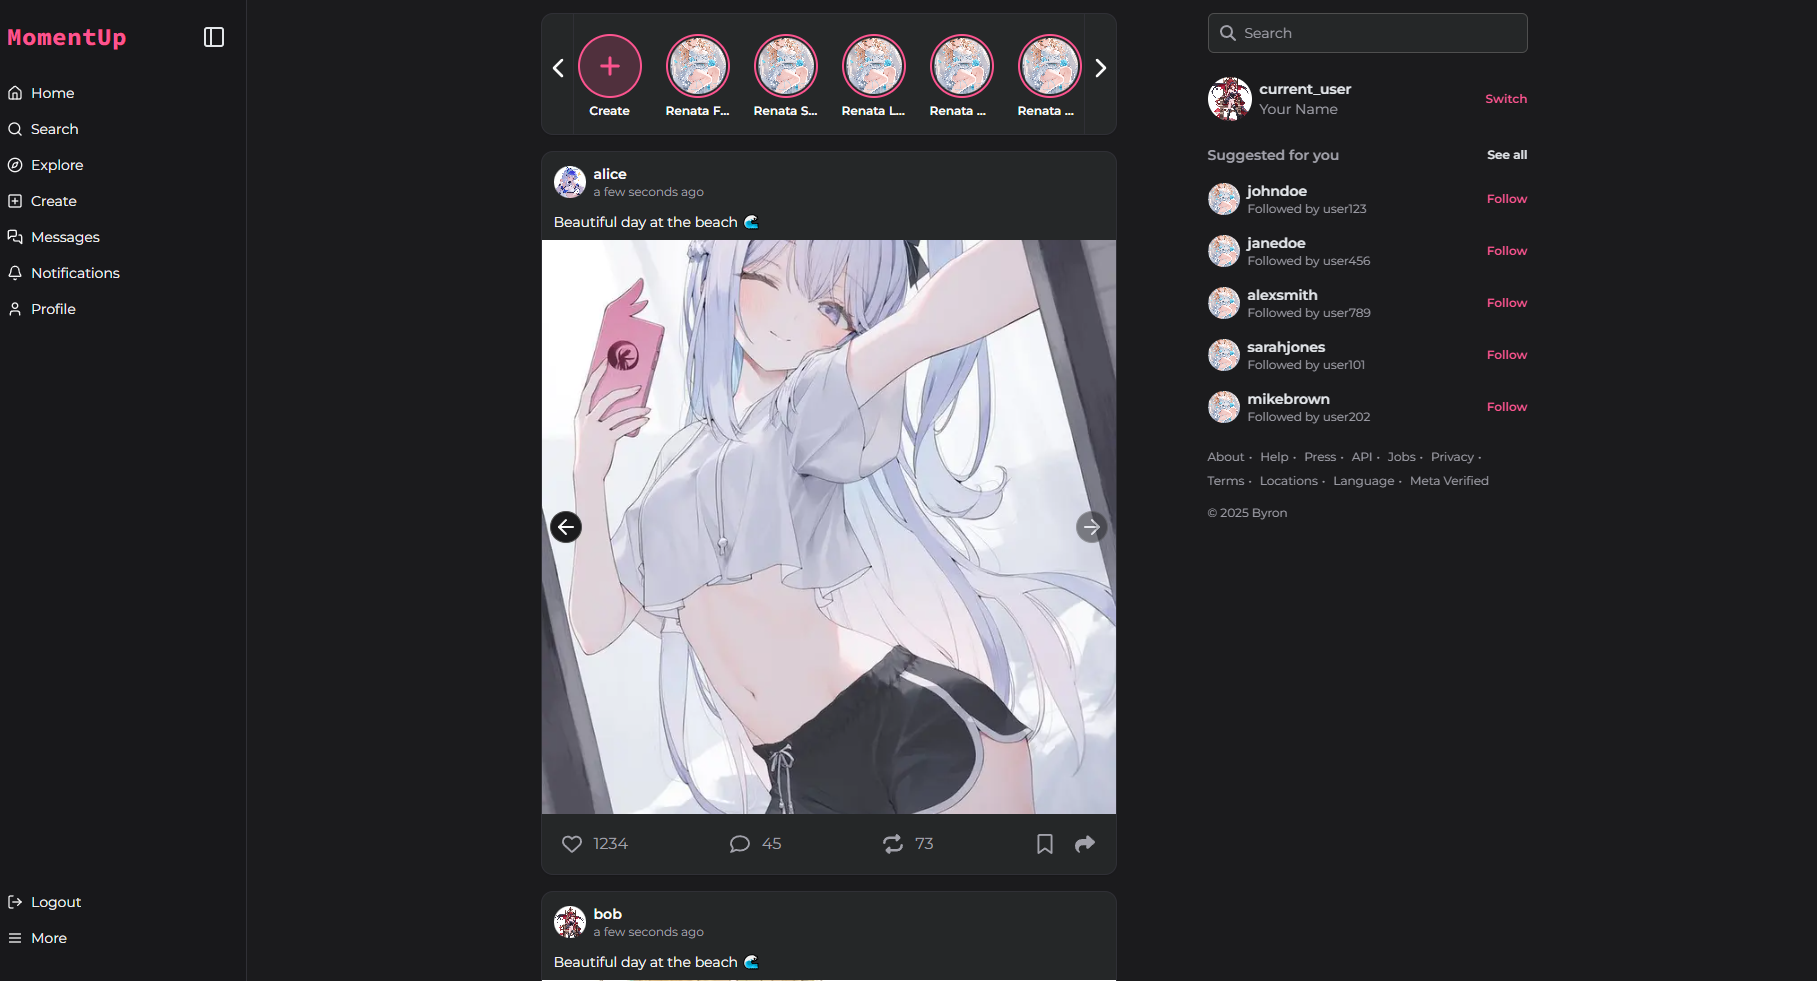 MomentUp
Home
Search
Explore
Create
Messages
Notifications
Profile
Logout
More
Create
Renata F...
Renata S...
Renata L...
Renata ...
Renata ...
alice
a few seconds ago
Beautiful day at the beach 🌊
1234
45
73
bob
a few seconds ago
Beautiful day at the beach 🌊
Search
current_user
Your Name
Switch
Suggested for you
See all
johndoe
Followed by user123
Follow
janedoe
Followed by user456
Follow
alexsmith
Followed by user789
Follow
sarahjones
Followed by user101
Follow
mikebrown
Followed by user202
Follow
About · Help · Press · API · Jobs · Privacy ·
Terms · Locations · Language · Meta Verified
© 2025 Byron